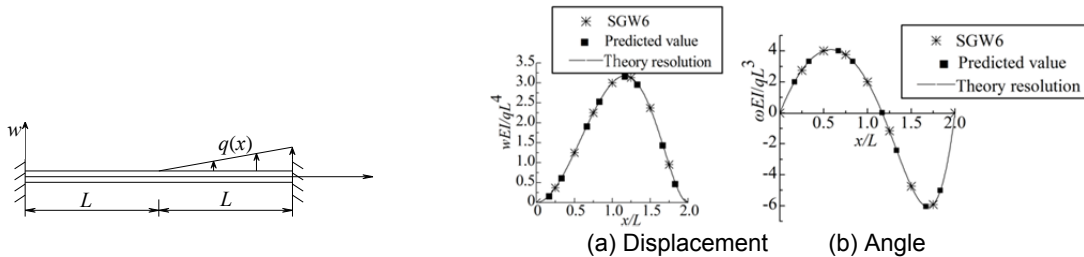 w
q(x)
L
L
SGW6
Predicted value
Theory resolution
wEI/qL⁴
3.5
3.0
2.5
2.0
1.5
1.0
0.5
0.0
0 0.5 1.0 1.5 2.0
x/L
(a) Displacement
SGW6
Predicted value
Theory resolution
ωEI/qL³
4
2
0
-2
-4
-6
0.5 1.0 1.5 2.0
x/L
(b) Angle